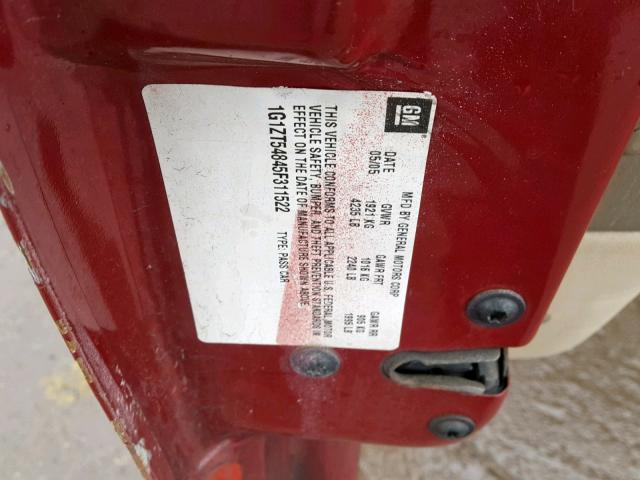 GM
MFD BY GENERAL MOTORS CORP
DATE GVWR GAWR FRT GAWR RR
05/05 1921 KG 1016 KG 905 KG
4235 LB 2240 LB 1995 LB
THIS VEHICLE CONFORMS TO ALL APPLICABLE U.S. FEDERAL MOTOR
VEHICLE SAFETY, BUMPER, AND THEFT PREVENTION STANDARDS IN
EFFECT ON THE DATE OF MANUFACTURE SHOWN ABOVE.
1G1ZT54845F311522 TYPE: PASS CAR